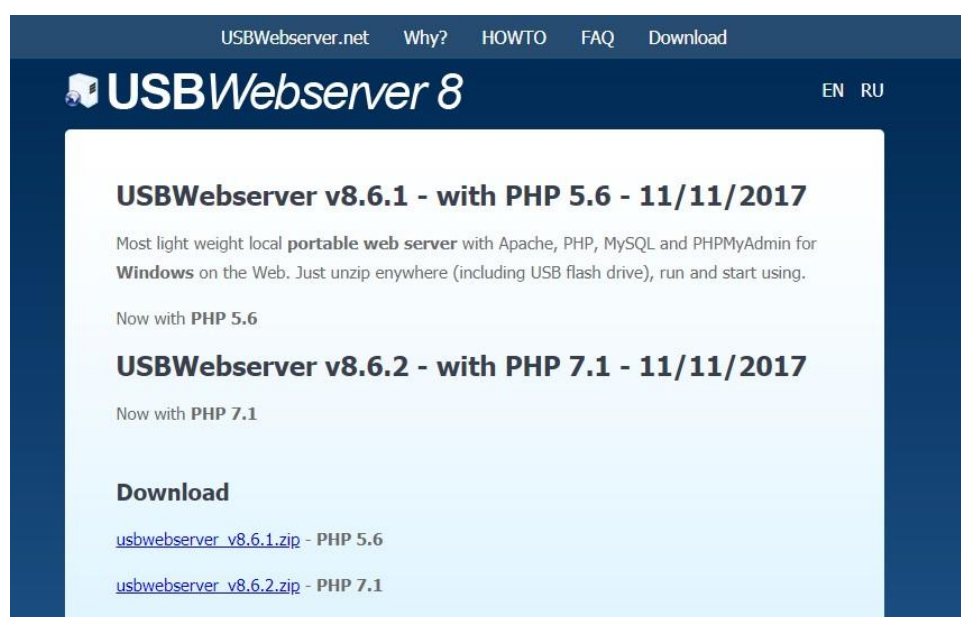 USBWebserver.net Why? HOWTO FAQ Download
USBWebserver 8
EN RU
USBWebserver v8.6.1 - with PHP 5.6 - 11/11/2017
Most light weight local portable web server with Apache, PHP, MySQL and PHPMyAdmin for
Windows on the Web. Just unzip enywhere (including USB flash drive), run and start using.
Now with PHP 5.6
USBWebserver v8.6.2 - with PHP 7.1 - 11/11/2017
Now with PHP 7.1
Download
usbwebserver_v8.6.1.zip - PHP 5.6
usbwebserver_v8.6.2.zip - PHP 7.1